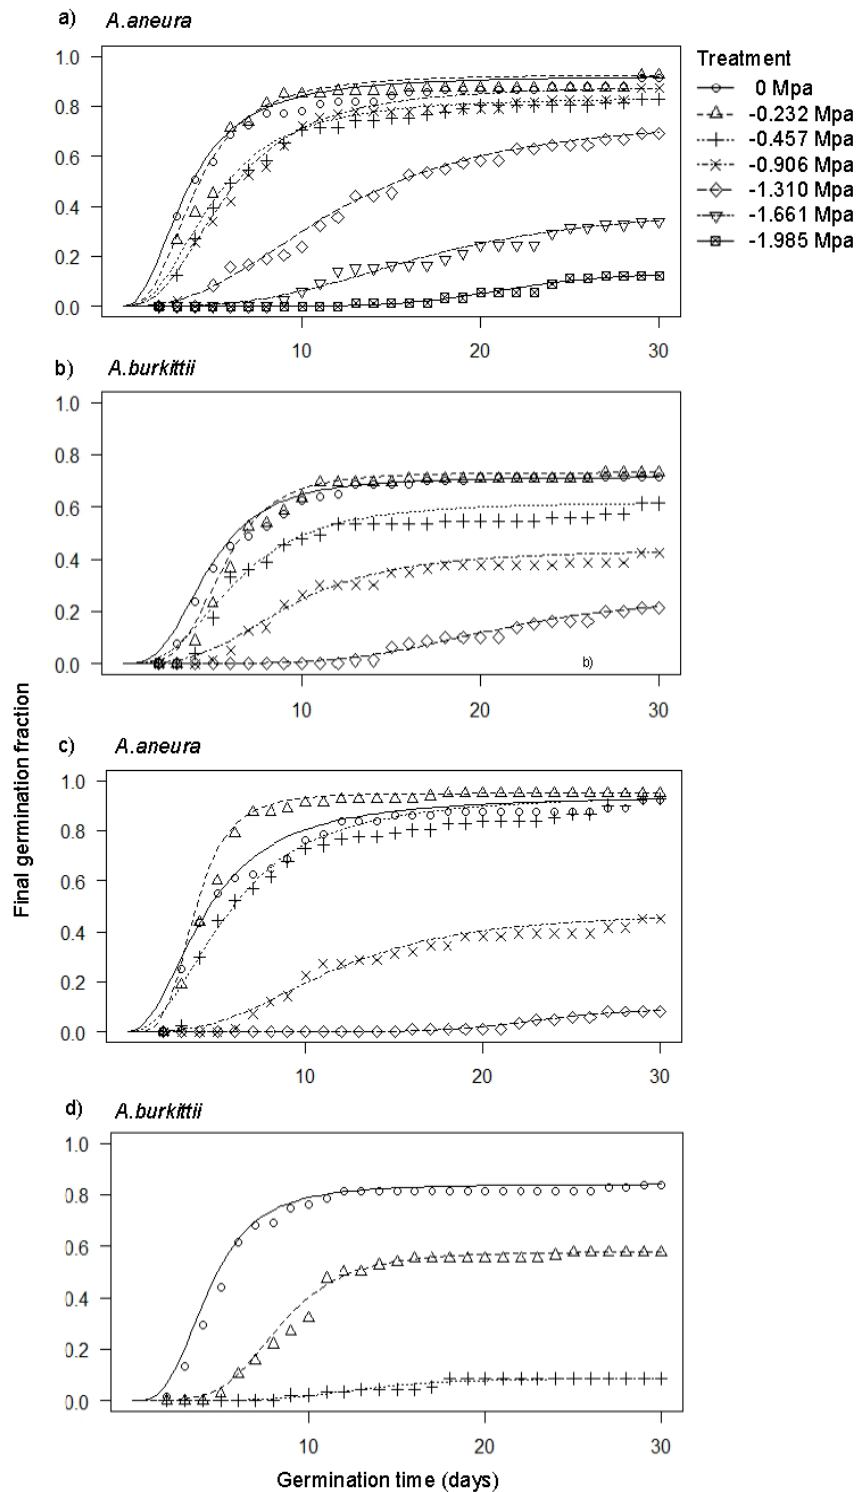 a) A.aneura
1.0
0.8
0.6
0.4
0.2
0.0
10 20 30
Treatment
0 Mpa
-0.232 Mpa
-0.457 Mpa
-0.906 Mpa
-1.310 Mpa
-1.661 Mpa
-1.985 Mpa
b) A.burkittii
1.0
0.8
0.6
0.4
0.2
0.0
b)
10 20 30
Final germination fraction
c) A.aneura
1.0
0.8
0.6
0.4
0.2
0.0
10 20 30
d) A.burkittii
1.0
0.8
0.6
0.4
0.2
0.0
10 20 30
Germination time (days)